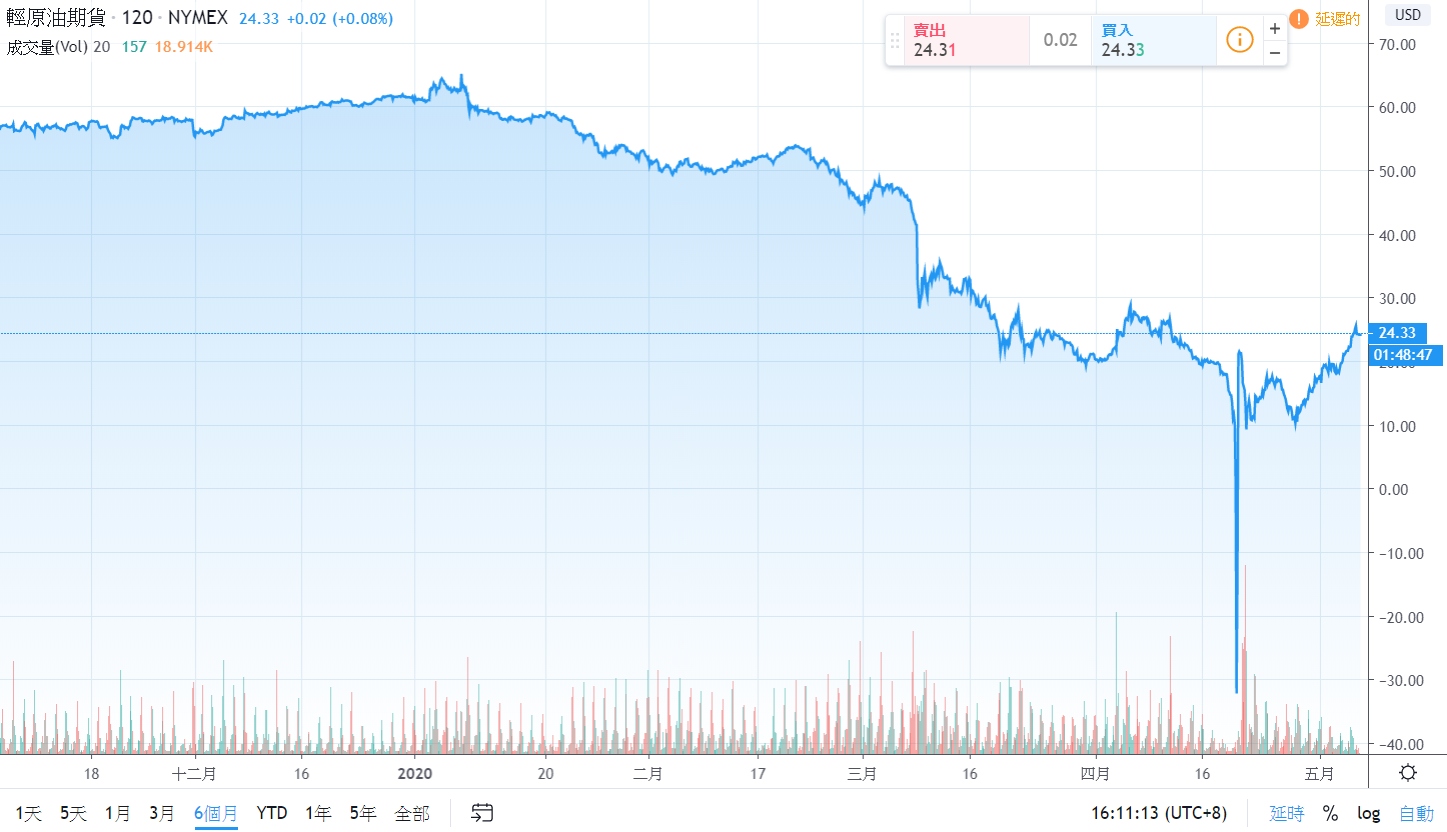 輕原油期貨 · 120 · NYMEX 24.33 +0.02 (+0.08%)
成交量(Vol) 20 157 18.914K
賣出
24.31
0.02
買入
24.33
延遲的
USD
70.00
60.00
50.00
40.00
30.00
24.33
01:48:47
20.00
10.00
0.00
−10.00
−20.00
−30.00
−40.00
18 十二月 16 2020 20 二月 17 三月 16 四月 16 五月
1天 5天 1月 3月 6個月 YTD 1年 5年 全部 16:11:13 (UTC+8) 延時 % log 自動